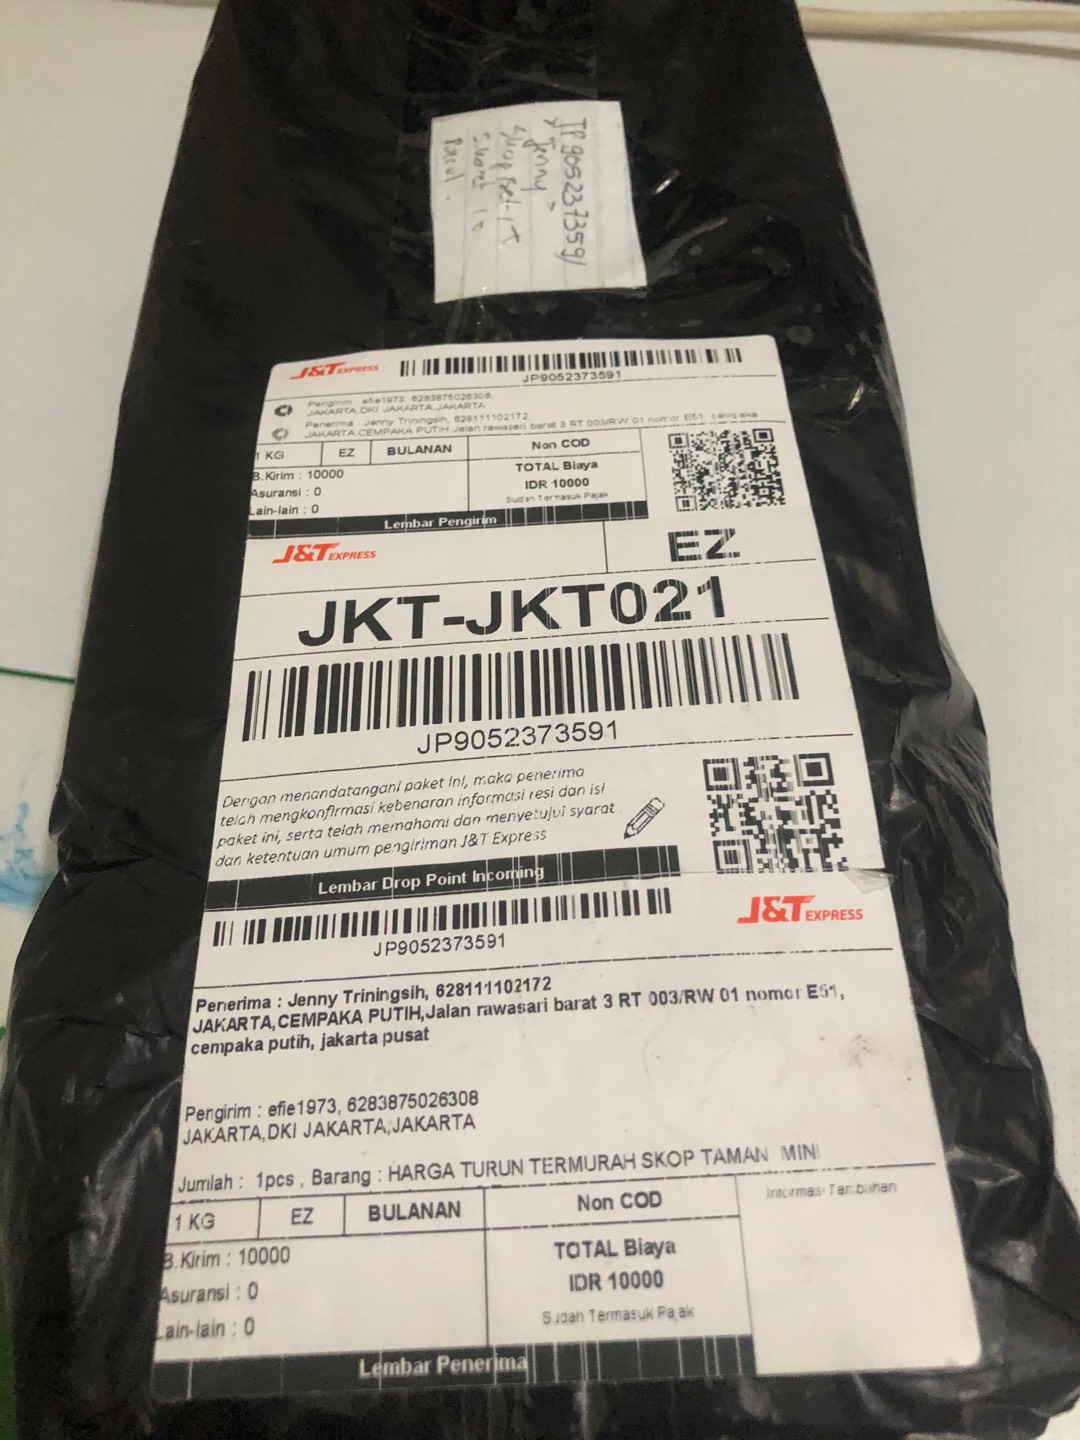 JP9052373591
Jenny
J&T EXPRESS
JP9052373591
Pengirim : efie1973, 6283875026308,
JAKARTA,DKI JAKARTA,JAKARTA
Penerima : Jenny Triningsih, 628111102172,
JAKARTA,CEMPAKA PUTIH,Jalan rawasari barat 3 RT 003/RW 01 nomor E51, cempaka
1 KG
EZ
BULANAN
Non COD
B.Kirim : 10000
Asuransi : 0
Lain-lain : 0
TOTAL Biaya
IDR 10000
Sudah Termasuk Pajak
Lembar Pengirim
J&T EXPRESS
EZ
JKT-JKT021
JP9052373591
Dengan menandatangani paket ini, maka penerima
telah mengkonfirmasi kebenaran informasi resi dan isi
paket ini, serta telah memahami dan menyetujui syarat
dan ketentuan umum pengiriman J&T Express
Lembar Drop Point Incoming
JP9052373591
J&T EXPRESS
Penerima : Jenny Triningsih, 628111102172
JAKARTA,CEMPAKA PUTIH,Jalan rawasari barat 3 RT 003/RW 01 nomor E51,
cempaka putih, jakarta pusat
Pengirim : efie1973, 6283875026308
JAKARTA,DKI JAKARTA,JAKARTA
Jumlah : 1pcs , Barang : HARGA TURUN TERMURAH SKOP TAMAN MINI
1 KG
EZ
BULANAN
Non COD
Informasi Tambahan
B.Kirim : 10000
Asuransi : 0
Lain-lain : 0
TOTAL Biaya
IDR 10000
Sudah Termasuk Pajak
Lembar Penerima